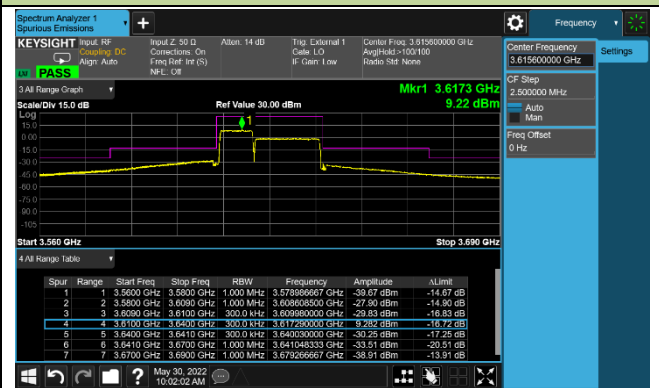 Spectrum Analyzer 1
Spurious Emissions
Frequency
KEYSIGHT Input: RF
Coupling: DC
Align: Auto
Input Z: 50 Ω
Corrections: On
Freq Ref: Int (S)
NFE: Off
Atten: 14 dB
Trig: External 1
Gate: LO
IF Gain: Low
Center Freq: 3.615600000 GHz
Avg|Hold:>100/100
Radio Std: None
LXI PASS
Center Frequency
3.615600000 GHz
Settings
CF Step
2.500000 MHz
Auto
Man
Freq Offset
0 Hz
3 All Range Graph
Mkr1 3.6173 GHz
Scale/Div 15.0 dB
Ref Value 30.00 dBm
9.22 dBm
Log
1
15.0
0.00
-15.0
-30.0
-45.0
-60.0
-75.0
-90.0
-105
Start 3.560 GHz
Stop 3.690 GHz
4 All Range Table
Spur Range Start Freq Stop Freq RBW Frequency Amplitude ΔLimit
1 1 3.5600 GHz 3.5800 GHz 1.000 MHz 3.578986667 GHz -39.67 dBm -14.67 dB
2 2 3.5800 GHz 3.6090 GHz 1.000 MHz 3.608608500 GHz -27.90 dBm -14.90 dB
3 3 3.6090 GHz 3.6100 GHz 300.0 kHz 3.609980000 GHz -29.83 dBm -16.83 dB
4 4 3.6100 GHz 3.6400 GHz 300.0 kHz 3.617290000 GHz 9.282 dBm -16.72 dB
5 5 3.6400 GHz 3.6410 GHz 300.0 kHz 3.640030000 GHz -30.25 dBm -17.25 dB
6 6 3.6410 GHz 3.6700 GHz 1.000 MHz 3.641048333 GHz -33.51 dBm -20.51 dB
7 7 3.6700 GHz 3.6900 GHz 1.000 MHz 3.679266667 GHz -38.91 dBm -13.91 dB
?
May 30, 2022
10:02:02 AM